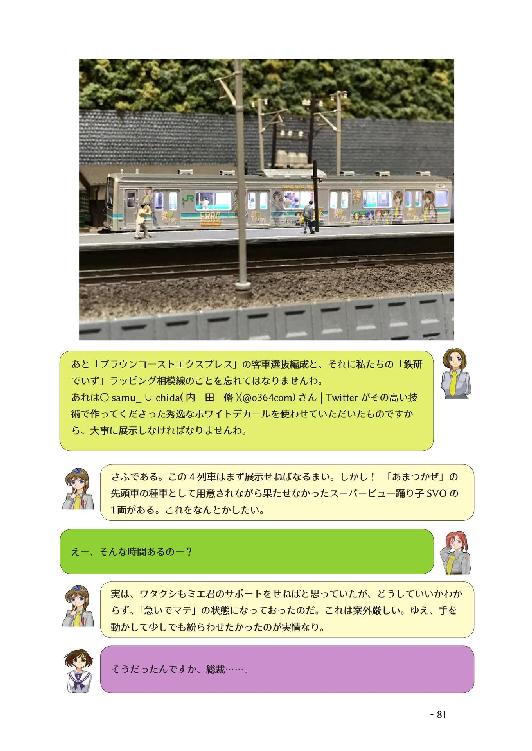 JR
あと「ブラウンコーストエクスプレス」の客車選抜編成と、それに私たちの「鉄研
でいず」ラッピング相模線のことを忘れてはなりませんわ。
あれは○ samu_ ∪ chida( 内　田　脩 )(@o364com) さん | Twitter がその高い技
術で作ってくださった秀逸なホワイトデカールを使わせていただいたものですか
ら、大事に展示しなければなりませんわ。
さふである。この 4 列車はまず展示せねばなるまい。しかし！「あまつかぜ」の
先頭車の種車として用意されながら果たせなかったスーパービュー踊り子 SVO の
1 両がある。これをなんとかしたい。
えー、そんな時間あるのー？
実は、ワタクシもミエ君のサポートをせねばと思っていたが、どうしていいかわか
らず、「急いでマテ」の状態になっておったのだ。これは案外厳しい。ゆえ、手を
動かして少しでも紛らわせたかったのが実情なり。
そうだったんですか、総裁……。
- 81